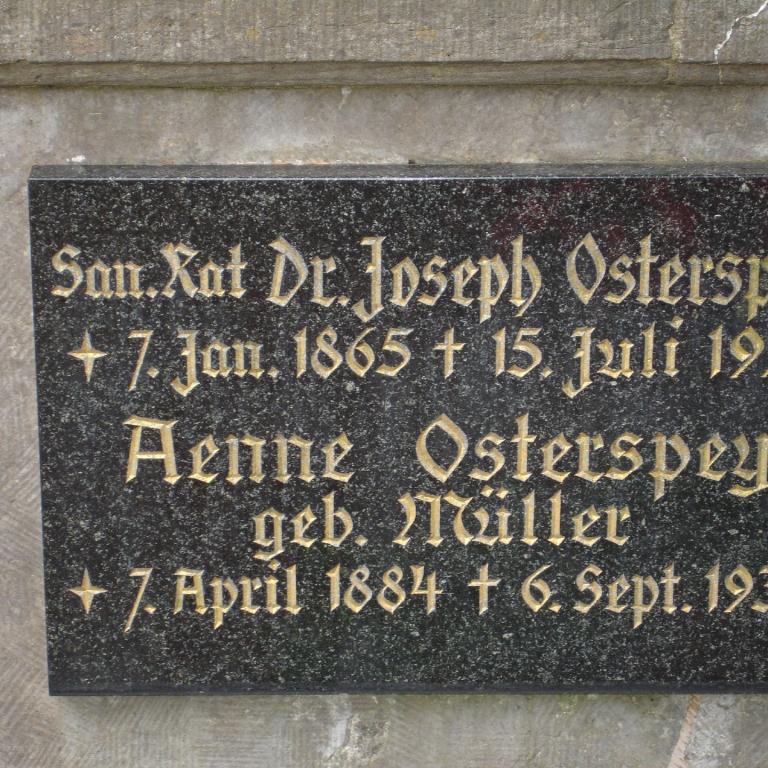 San.Rat Dr. Joseph Ostersp
7. Jan. 1865 † 15. Juli 19
Aenne Osterspey
geb. Müller
7. April 1884 † 6. Sept. 193